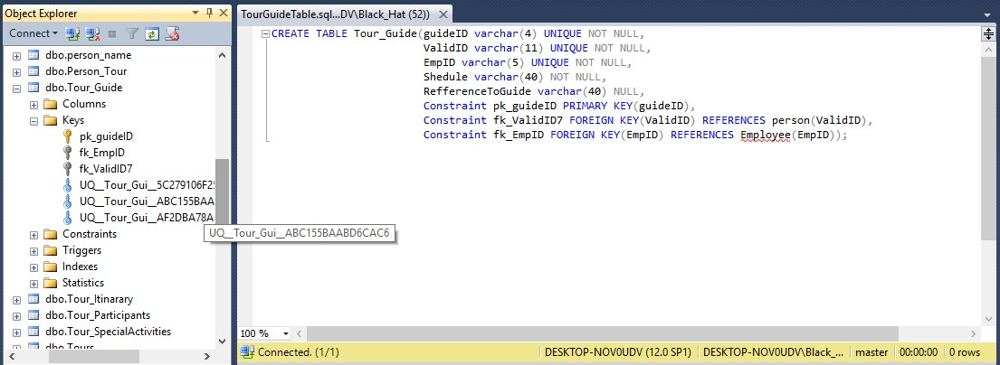 Object Explorer
Connect
dbo.person_name
dbo.Person_Tour
dbo.Tour_Guide
Columns
Keys
pk_guideID
fk_EmpID
fk_ValidID7
UQ__Tour_Gui__5C279106F25
UQ__Tour_Gui__ABC155BAA
UQ__Tour_Gui__AF2DBA78A
UQ__Tour_Gui__ABC155BAABD6CAC6
Constraints
Triggers
Indexes
Statistics
dbo.Tour_Itinarary
dbo.Tour_Participants
dbo.Tour_SpecialActivities
dbo.Tours
TourGuideTable.sql...DV\Black_Hat (52))
CREATE TABLE Tour_Guide(guideID varchar(4) UNIQUE NOT NULL,
ValidID varchar(11) UNIQUE NOT NULL,
EmpID varchar(5) UNIQUE NOT NULL,
Shedule varchar(40) NOT NULL,
RefferenceToGuide varchar(40) NULL,
Constraint pk_guideID PRIMARY KEY(guideID),
Constraint fk_ValidID7 FOREIGN KEY(ValidID) REFERENCES person(ValidID),
Constraint fk_EmpID FOREIGN KEY(EmpID) REFERENCES Employee(EmpID));
100 %
Connected. (1/1)
DESKTOP-NOV0UDV (12.0 SP1)
DESKTOP-NOV0UDV\Black_...
master
00:00:00
0 rows